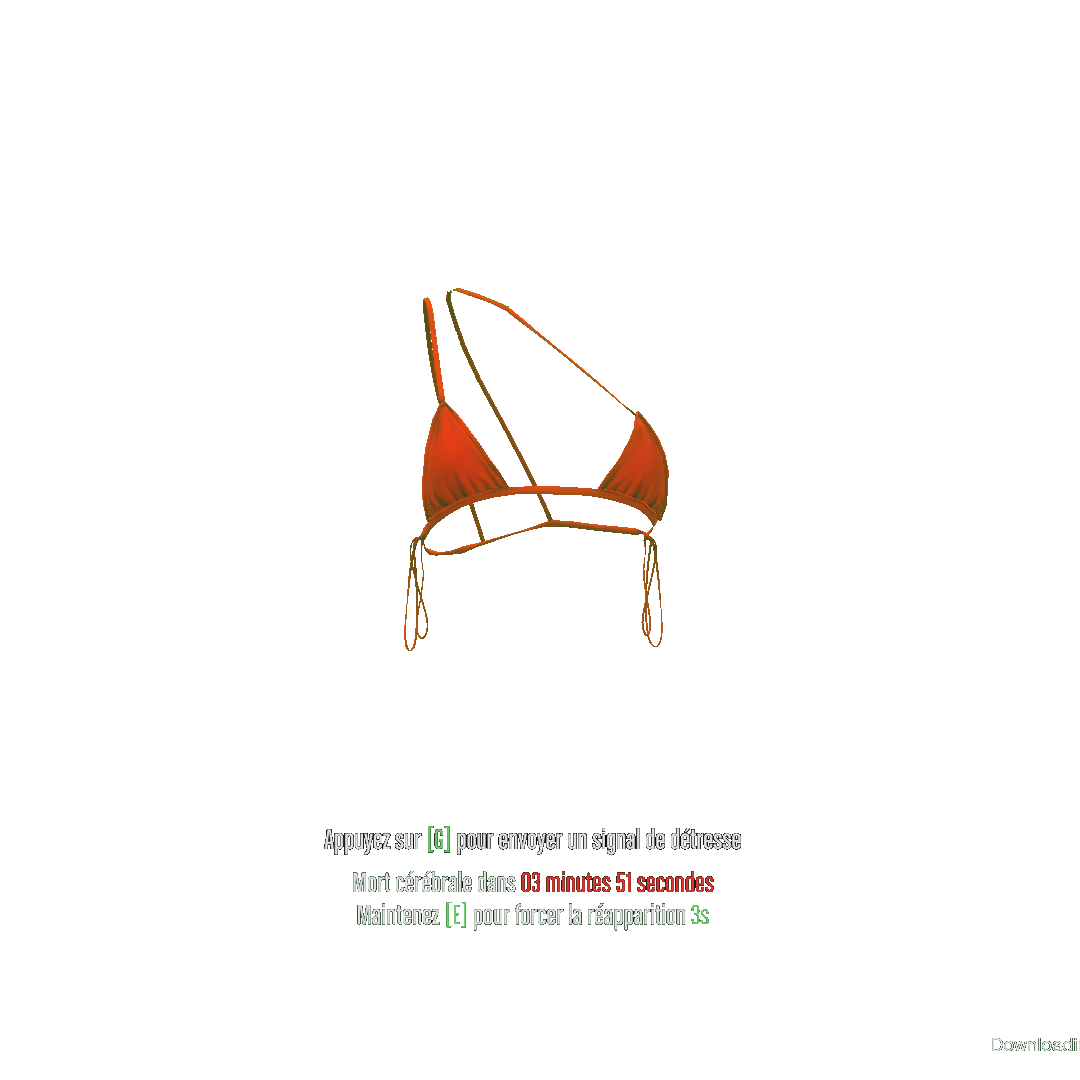 Appuyez sur [G] pour envoyer un signal de détresse
Mort cérébrale dans 03 minutes 51 secondes
Maintenez [E] pour forcer la réapparition 3s
Downloadi